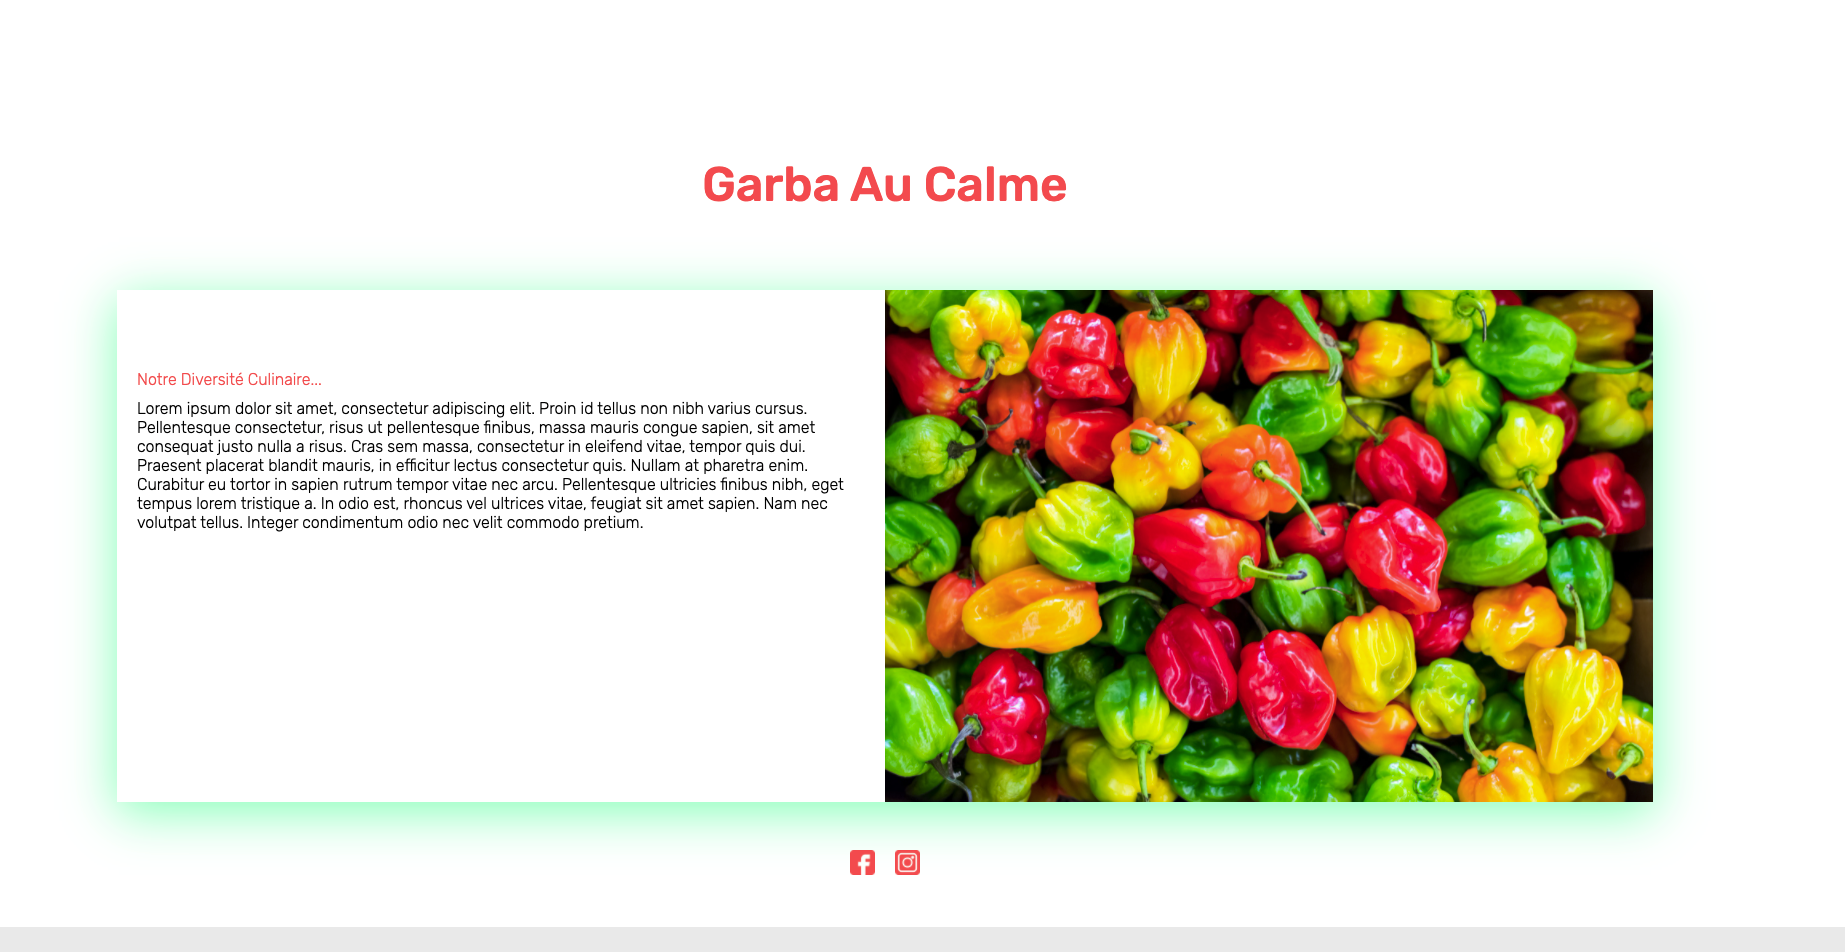 Garba Au Calme
Notre Diversité Culinaire...
Lorem ipsum dolor sit amet, consectetur adipiscing elit. Proin id tellus non nibh varius cursus.
Pellentesque consectetur, risus ut pellentesque finibus, massa mauris congue sapien, sit amet
consequat justo nulla a risus. Cras sem massa, consectetur in eleifend vitae, tempor quis dui.
Praesent placerat blandit mauris, in efficitur lectus consectetur quis. Nullam at pharetra enim.
Curabitur eu tortor in sapien rutrum tempor vitae nec arcu. Pellentesque ultricies finibus nibh, eget
tempus lorem tristique a. In odio est, rhoncus vel ultrices vitae, feugiat sit amet sapien. Nam nec
volutpat tellus. Integer condimentum odio nec velit commodo pretium.